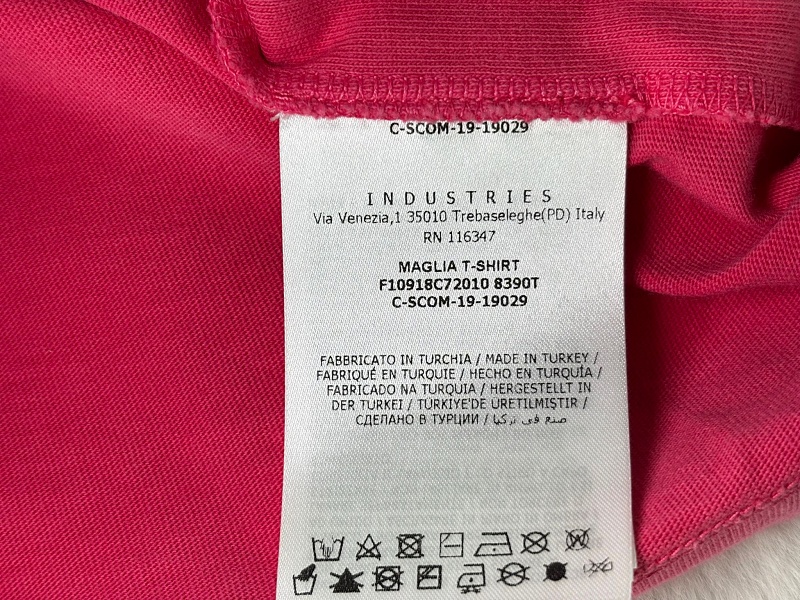 C-SCOM-19-19029
INDUSTRIES
Via Venezia,1 35010 Trebaseleghe(PD) Italy
RN 116347
MAGLIA T-SHIRT
F10918C72010 8390T
C-SCOM-19-19029
FABBRICATO IN TURCHIA / MADE IN TURKEY /
FABRIQUÉ EN TURQUIE / HECHO EN TURQUÍA /
FABRICADO NA TURQUIA / HERGESTELLT IN
DER TURKEI / TÜRKİYE'DE ÜRETILMIŞTIR /
СДЕЛАНО В ТУРЦИИ / صنع في تركيا